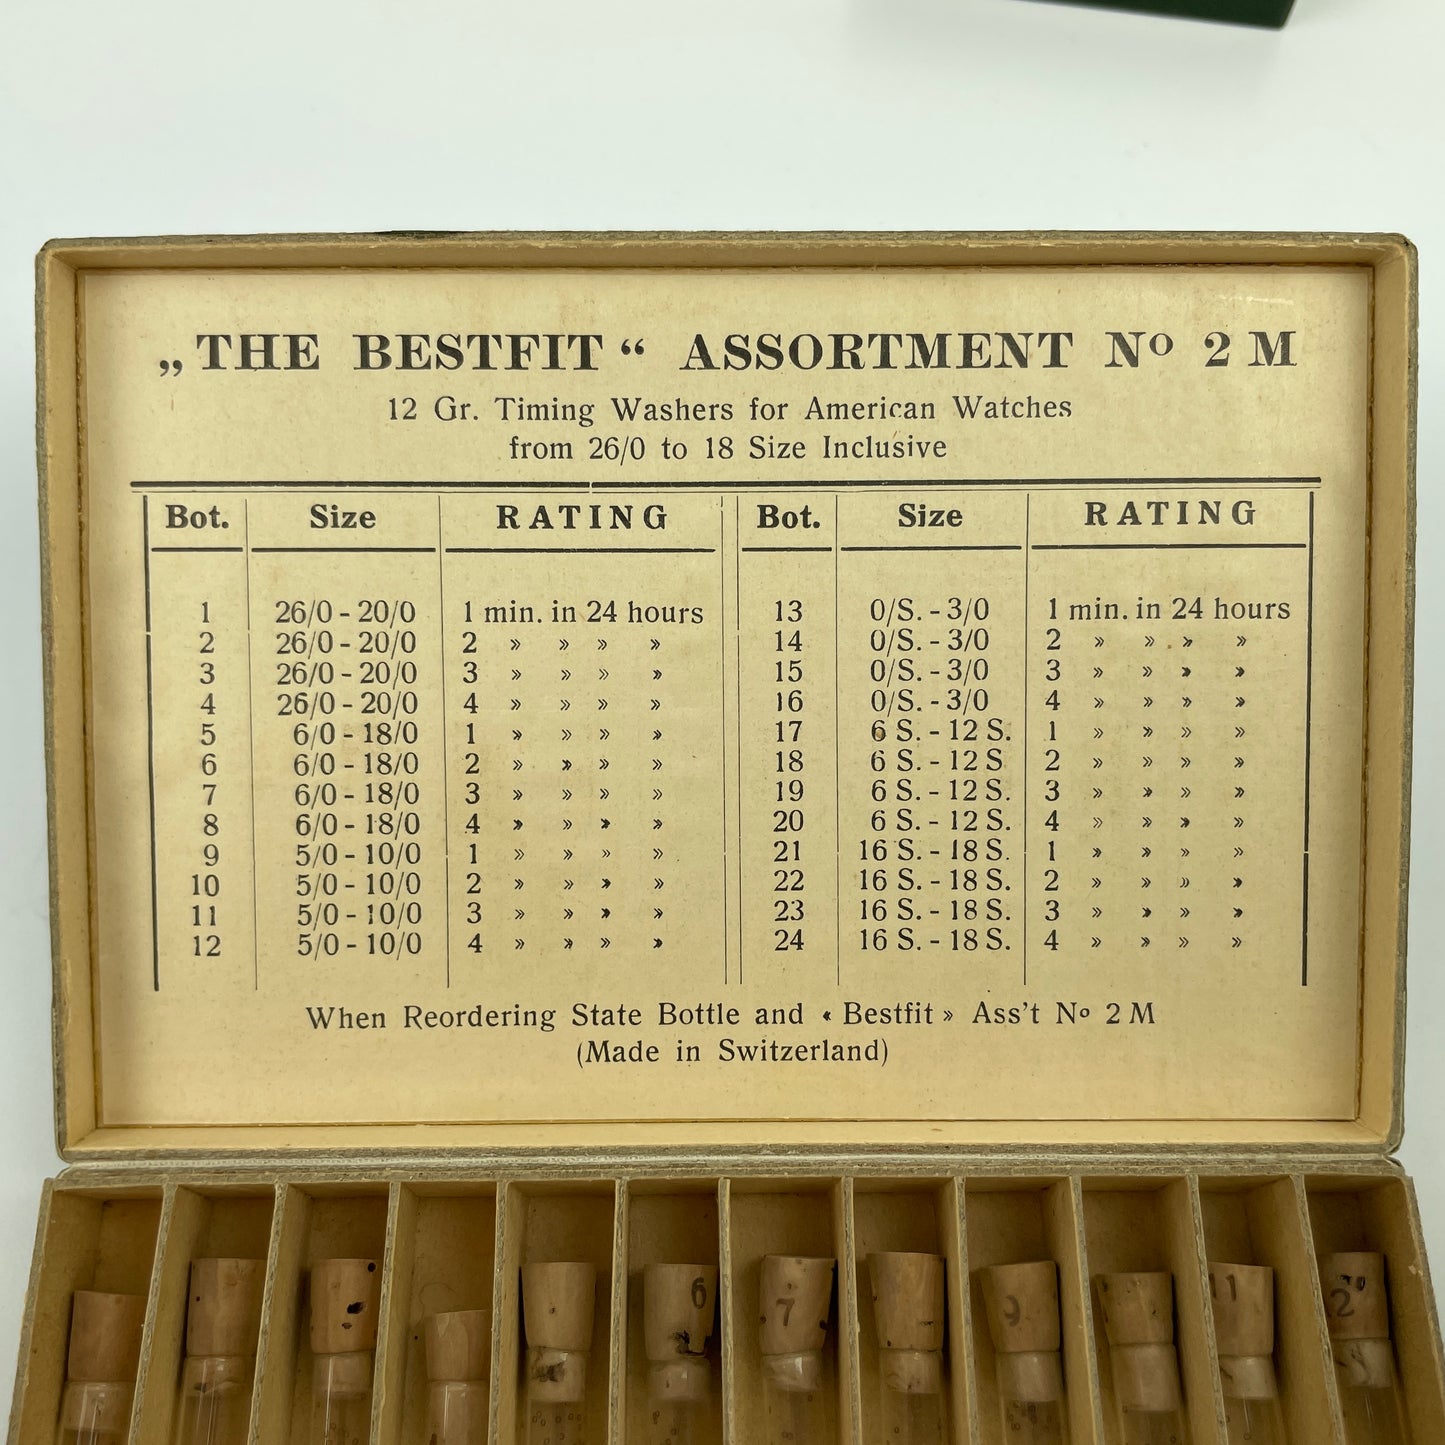 „THE BESTFIT“ ASSORTMENT Nº 2 M
12 Gr. Timing Washers for American Watches
from 26/0 to 18 Size Inclusive
Bot. Size RATING Bot. Size RATING
1 26/0 - 20/0 1 min. in 24 hours 13 0/S. - 3/0 1 min. in 24 hours
2 26/0 - 20/0 2 » » » » 14 0/S. - 3/0 2 » » » »
3 26/0 - 20/0 3 » » » » 15 0/S. - 3/0 3 » » » »
4 26/0 - 20/0 4 » » » » 16 0/S. - 3/0 4 » » » »
5 6/0 - 18/0 1 » » » » 17 6 S. - 12 S. 1 » » » »
6 6/0 - 18/0 2 » » » » 18 6 S. - 12 S 2 » » » »
7 6/0 - 18/0 3 » » » » 19 6 S. - 12 S. 3 » » » »
8 6/0 - 18/0 4 » » » » 20 6 S. - 12 S. 4 » » » »
9 5/0 - 10/0 1 » » » » 21 16 S. - 18 S. 1 » » » »
10 5/0 - 10/0 2 » » » » 22 16 S. - 18 S. 2 » » » »
11 5/0 - 10/0 3 » » » » 23 16 S. - 18 S. 3 » » » »
12 5/0 - 10/0 4 » » » » 24 16 S. - 18 S. 4 » » » »
When Reordering State Bottle and « Bestfit » Ass't Nº 2 M
(Made in Switzerland)
6 7 9 11